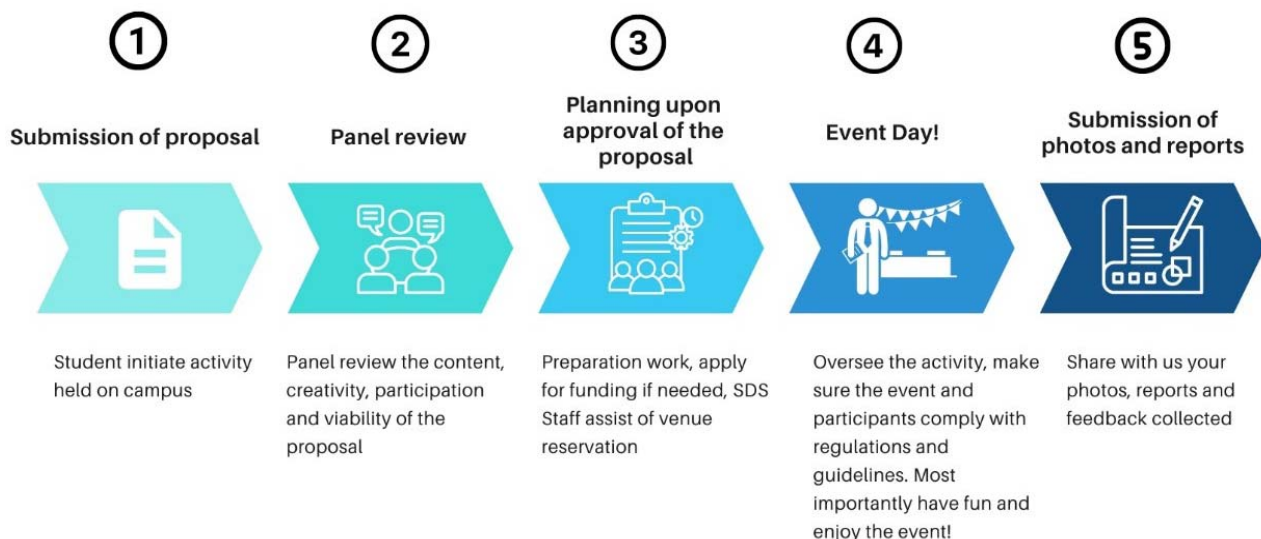 1
2
3
4
5
Submission of proposal
Panel review
Planning upon
approval of the
proposal
Event Day!
Submission of
photos and reports
Student initiate activity
held on campus
Panel review the content,
creativity, participation
and viability of the
proposal
Preparation work, apply
for funding if needed, SDS
Staff assist of venue
reservation
Oversee the activity, make
sure the event and
participants comply with
regulations and
guidelines. Most
importantly have fun and
enjoy the event!
Share with us your
photos, reports and
feedback collected